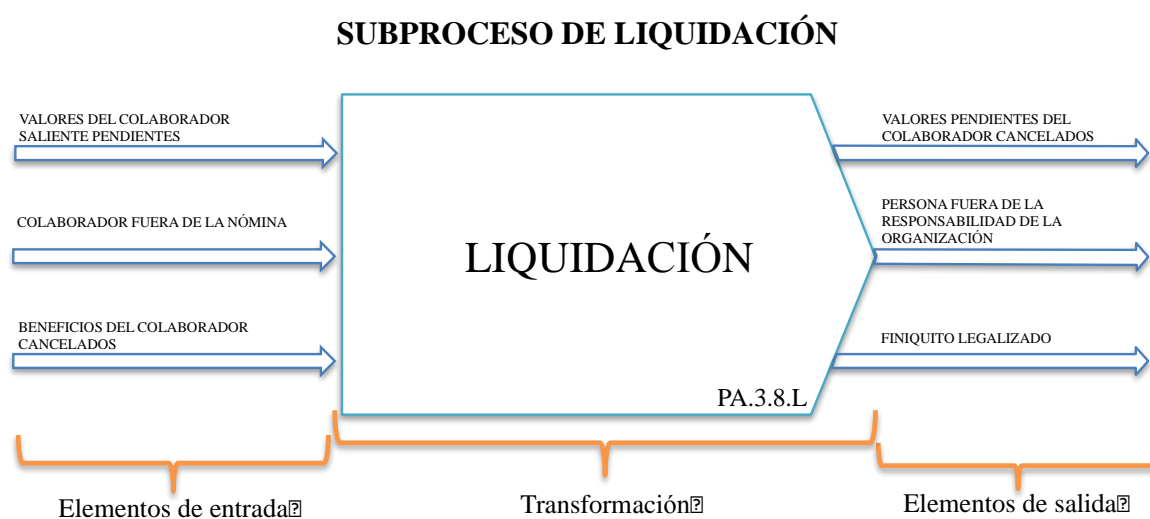 SUBPROCESO DE LIQUIDACIÓN
VALORES DEL COLABORADOR
SALIENTE PENDIENTES
COLABORADOR FUERA DE LA NÓMINA
BENEFICIOS DEL COLABORADOR
CANCELADOS
LIQUIDACIÓN
PA.3.8.L
VALORES PENDIENTES DEL
COLABORADOR CANCELADOS
PERSONA FUERA DE LA
RESPONSABILIDAD DE LA
ORGANIZACIÓN
FINIQUITO LEGALIZADO
Elementos de entrada⍰
Transformación⍰
Elementos de salida⍰